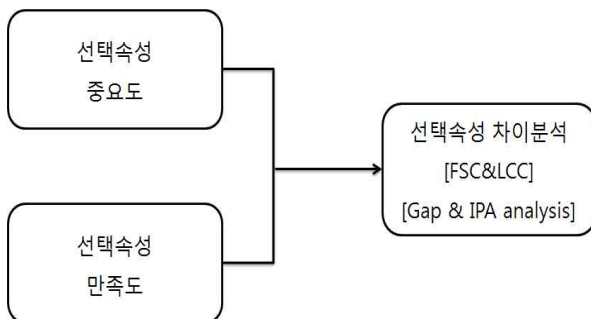 선택속성
중요도
선택속성 차이분석
[FSC&LCC]
[Gap & IPA analysis]
선택속성
만족도